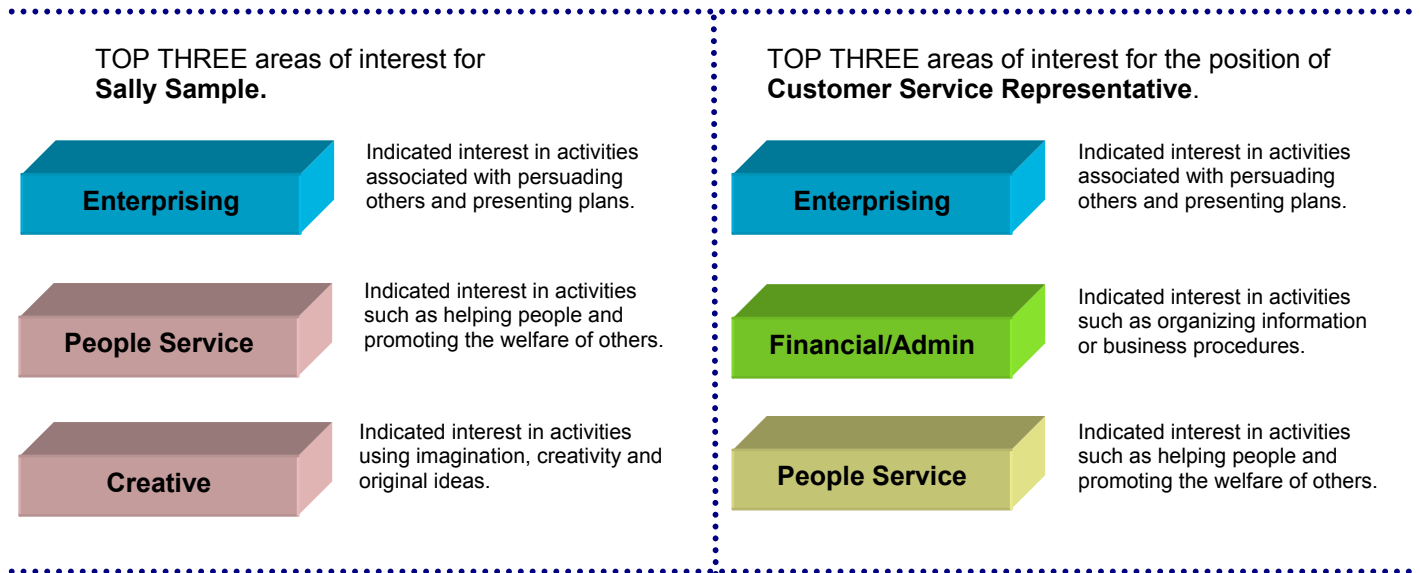 TOP THREE areas of interest for
Sally Sample.
Enterprising
Indicated interest in activities
associated with persuading
others and presenting plans.
People Service
Indicated interest in activities
such as helping people and
promoting the welfare of others.
Creative
Indicated interest in activities
using imagination, creativity and
original ideas.
TOP THREE areas of interest for the position of
Customer Service Representative.
Enterprising
Indicated interest in activities
associated with persuading
others and presenting plans.
Financial/Admin
Indicated interest in activities
such as organizing information
or business procedures.
People Service
Indicated interest in activities
such as helping people and
promoting the welfare of others.